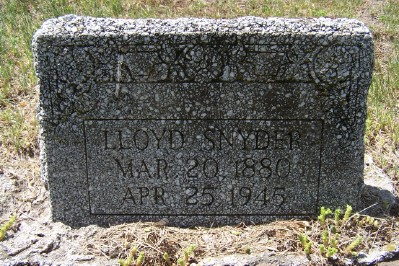 LLOYD SNYDER
MAR. 20, 1880
APR. 25, 1945